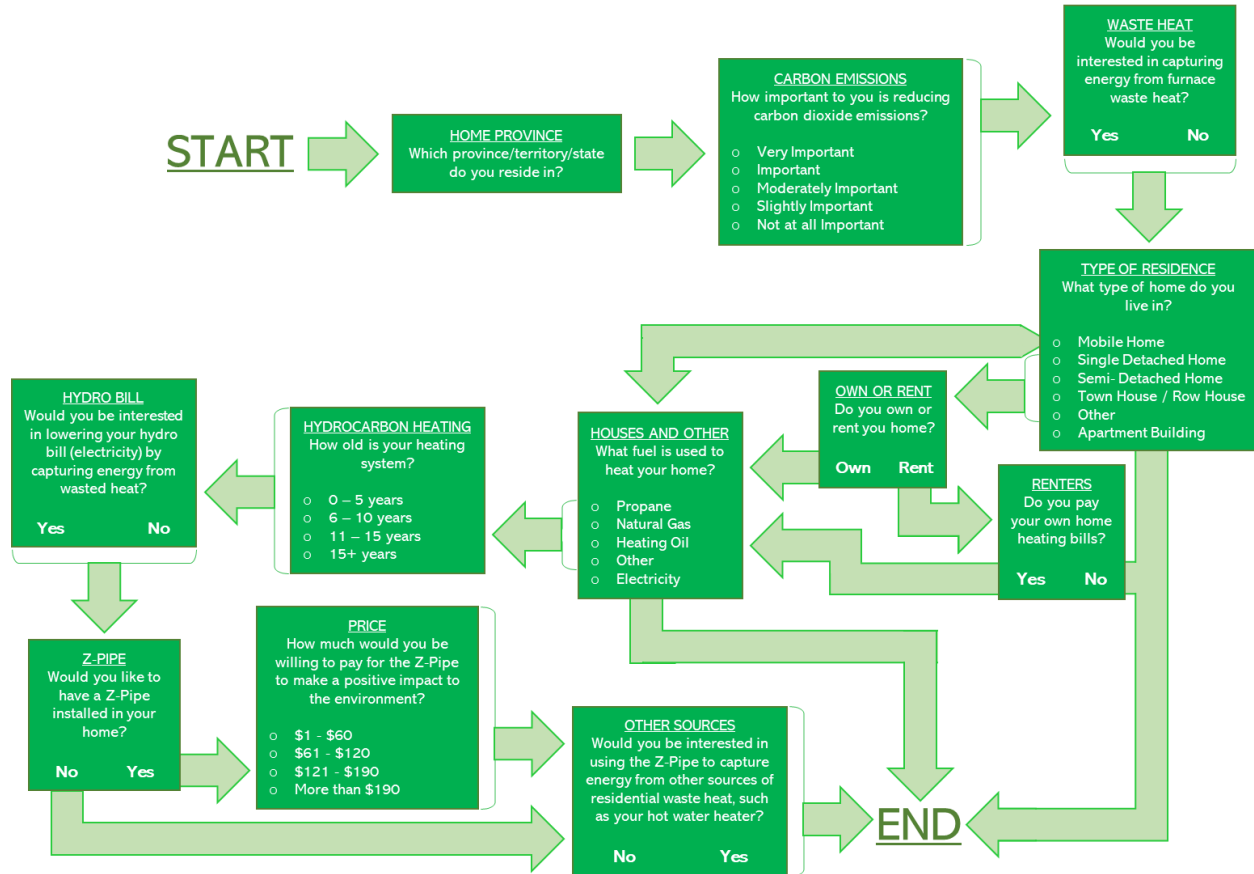 START
HOME PROVINCE
Which province/territory/state
do you reside in?
CARBON EMISSIONS
How important to you is reducing
carbon dioxide emissions?
o Very Important
o Important
o Moderately Important
o Slightly Important
o Not at all Important
WASTE HEAT
Would you be
interested in capturing
energy from furnace
waste heat?
Yes No
TYPE OF RESIDENCE
What type of home do you
live in?
o Mobile Home
o Single Detached Home
o Semi- Detached Home
o Town House / Row House
o Other
o Apartment Building
OWN OR RENT
Do you own or
rent you home?
Own Rent
RENTERS
Do you pay
your own home
heating bills?
Yes No
HOUSES AND OTHER
What fuel is used to
heat your home?
o Propane
o Natural Gas
o Heating Oil
o Other
o Electricity
HYDROCARBON HEATING
How old is your heating
system?
o 0 – 5 years
o 6 – 10 years
o 11 – 15 years
o 15+ years
HYDRO BILL
Would you be interested
in lowering your hydro
bill (electricity) by
capturing energy from
wasted heat?
Yes No
Z-PIPE
Would you like to
have a Z-Pipe
installed in your
home?
No Yes
PRICE
How much would you be
willing to pay for the Z-Pipe
to make a positive impact to
the environment?
o $1 - $60
o $61 - $120
o $121 - $190
o More than $190
OTHER SOURCES
Would you be interested in
using the Z-Pipe to capture
energy from other sources of
residential waste heat, such
as your hot water heater?
No Yes
END